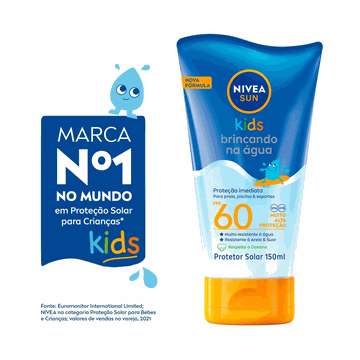 MARCA
Nº1
NO MUNDO
em Proteção Solar
para Crianças*
kids
Fonte: Euromonitor International Limited;
NIVEA na categoria Proteção Solar para Bebes
e Crianças; valores de vendas no varejo, 2021
NOVA
FÓRMULA
NIVEA
SUN
kids
brincando
na água
Proteção Imediata
Para praia, piscina & esportes
FPS
60
MUITO
ALTA
PROTEÇÃO
Muito resistente à água
Resistente à Areia & Suor
Respeita o Oceano
Protetor Solar 150ml